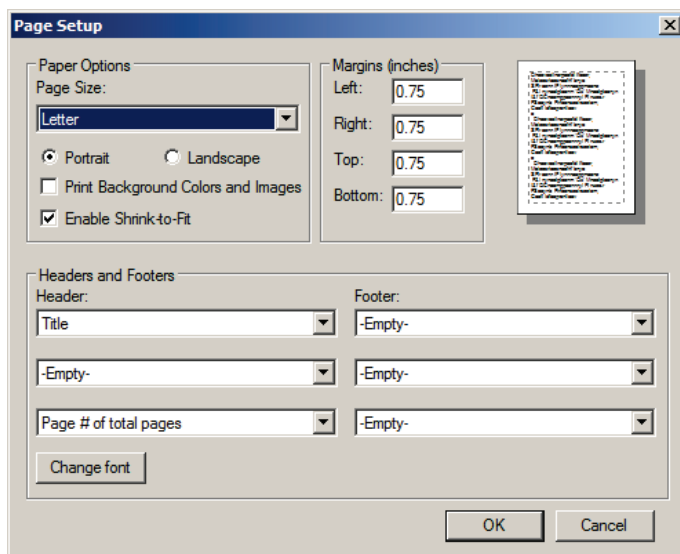 Page Setup
Paper Options
Page Size:
Letter
Portrait
Landscape
Print Background Colors and Images
Enable Shrink-to-Fit
Margins (inches)
Left: 0.75
Right: 0.75
Top: 0.75
Bottom: 0.75
Headers and Footers
Header:
Footer:
Title
-Empty-
-Empty-
-Empty-
Page # of total pages
-Empty-
Change font
OK
Cancel